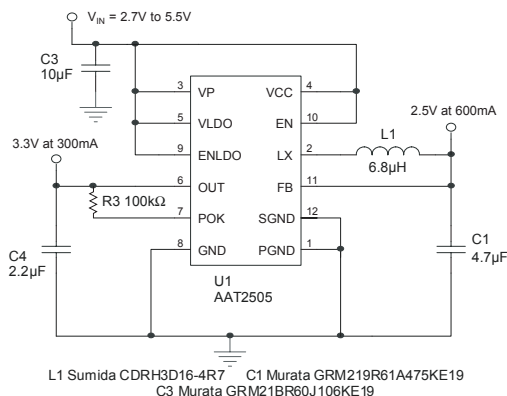 V_IN = 2.7V to 5.5V
C3
10µF
3 VP VCC 4
5 VLDO EN 10
9 ENLDO LX 2
6 OUT FB 11
7 POK SGND 12
8 GND PGND 1
U1
AAT2505
3.3V at 300mA
R3 100kΩ
C4
2.2µF
2.5V at 600mA
L1
6.8µH
C1
4.7µF
L1 Sumida CDRH3D16-4R7 C1 Murata GRM219R61A475KE19
C3 Murata GRM21BR60J106KE19